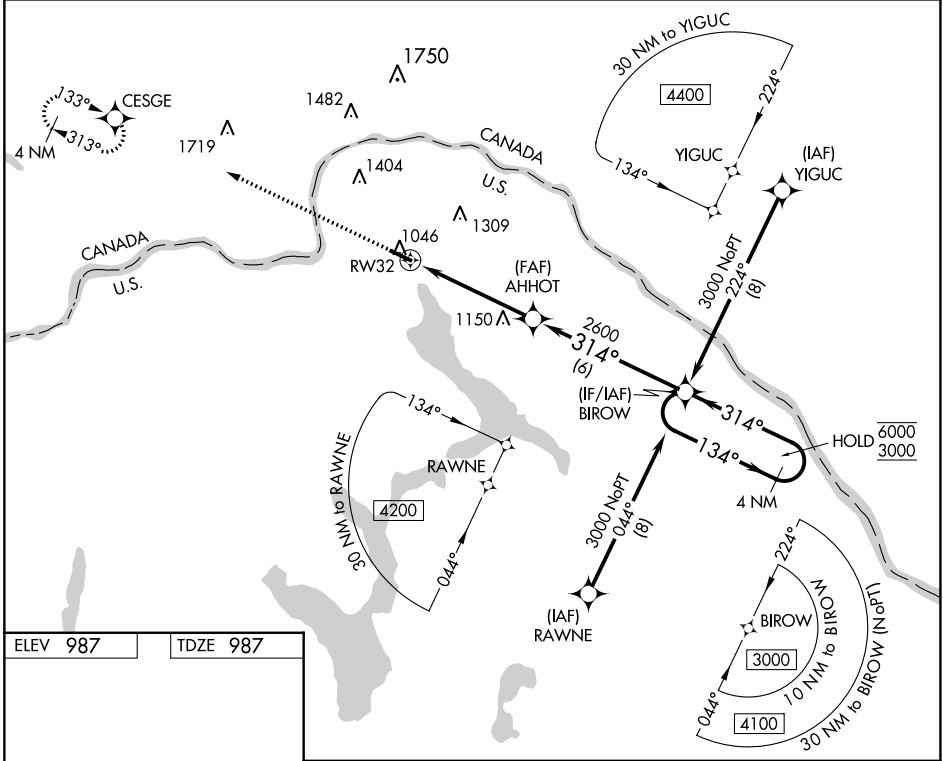 1750
30 NM to YIGUC
224°
4400
133°
CESGE
1482
313°
4 NM
1719
CANADA
U.S.
134°
YIGUC
(IAF)
YIGUC
1404
1309
CANADA
U.S.
1046
RW32
(FAF)
AHHOT
3000 NoPT
224°
(8)
1150
2600
314°
(6)
(IF/IAF)
BIROW
314°
134°
HOLD
6000
3000
4 NM
134°
RAWNE
4200
30 NM to RAWNE
044°
3000 NoPT
044°
(8)
(IAF)
RAWNE
224°
BIROW
3000
10 NM to BIROW
044°
4100
30 NM to BIROW (NoPT)
ELEV 987
TDZE 987